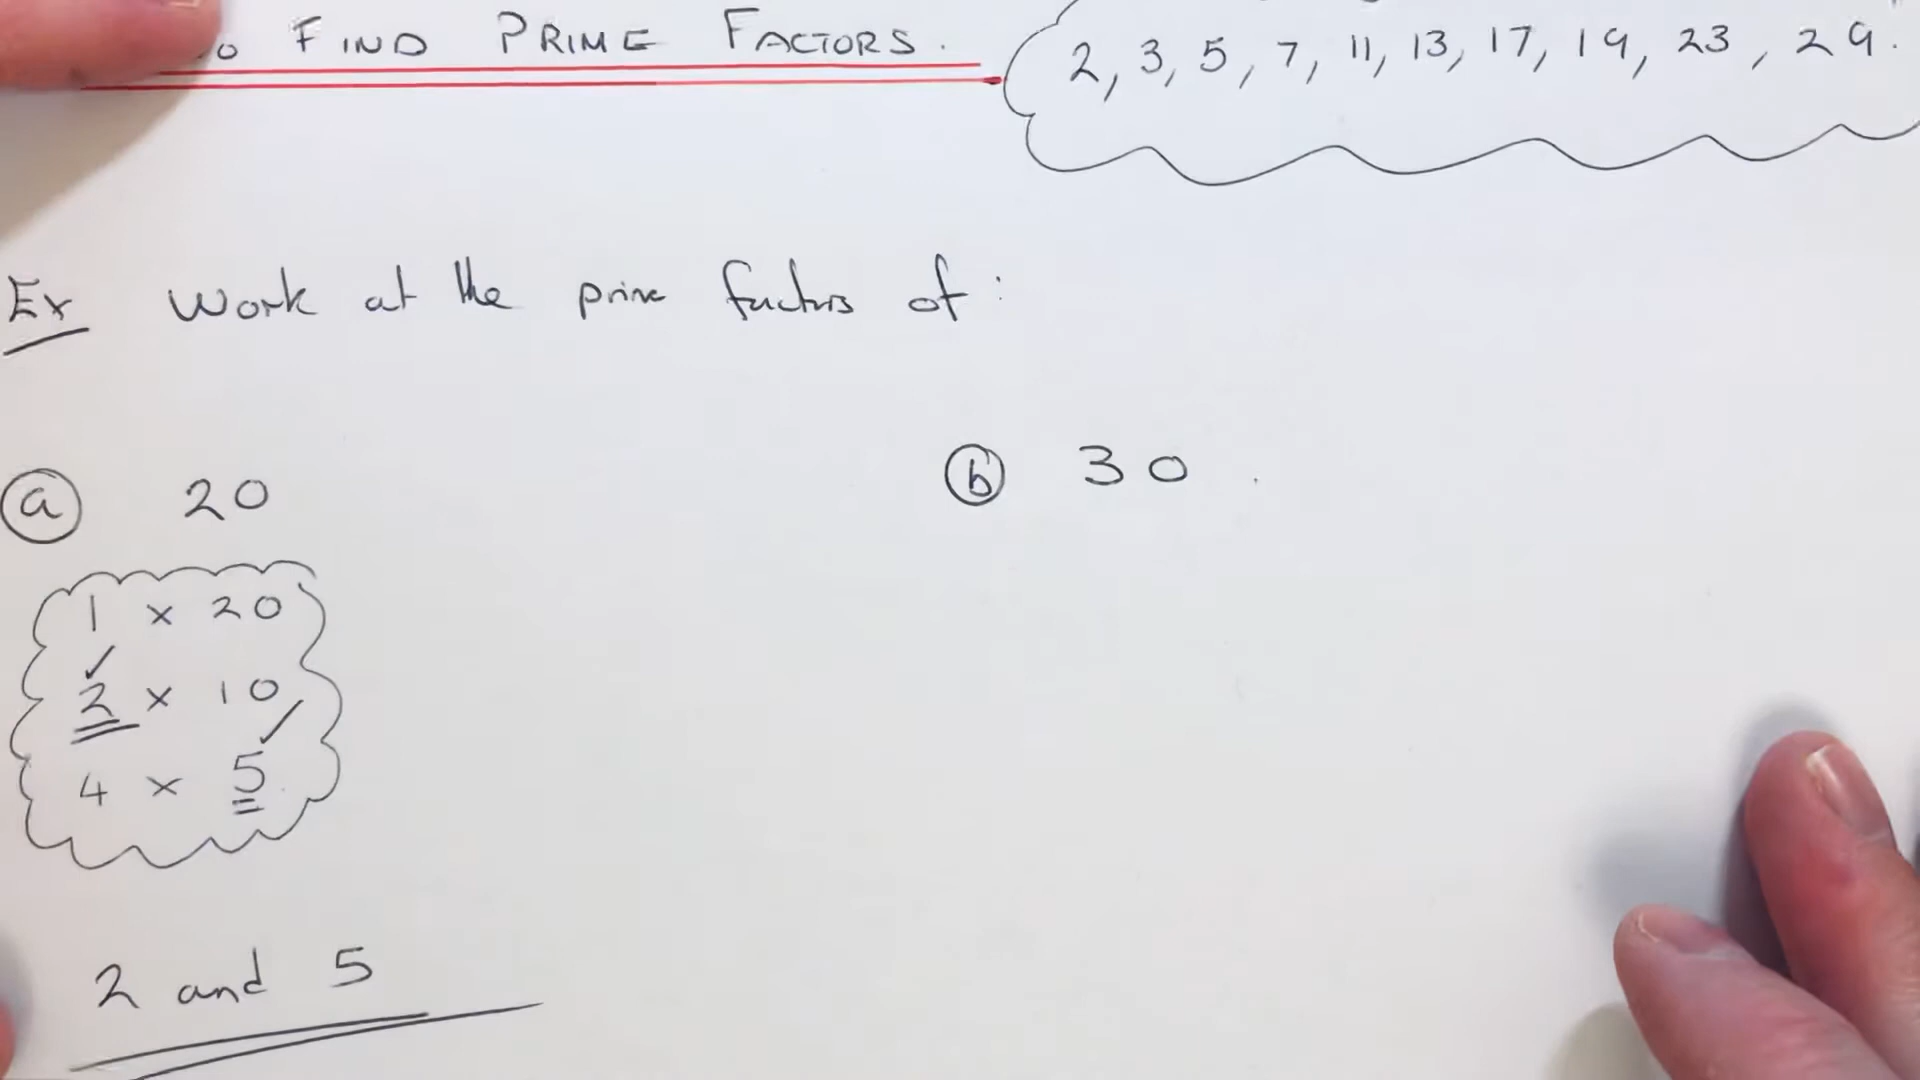 o FIND PRIME FACTORS.
2, 3, 5, 7, 11, 13, 17, 19, 23, 29.
Ex Work out the prime factors of:
a 20
b 30
1 × 20
2 × 10
4 × 5
2 and 5